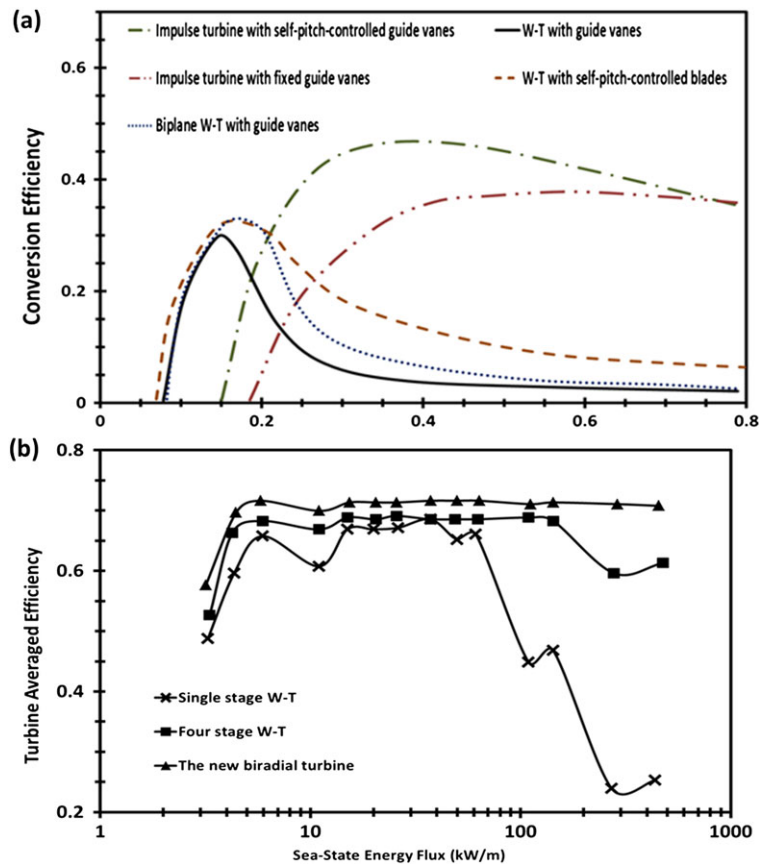 (a)
Impulse turbine with self-pitch-controlled guide vanes
W-T with guide vanes
Impulse turbine with fixed guide vanes
W-T with self-pitch-controlled blades
Biplane W-T with guide vanes
Conversion Efficiency
0.6
0.4
0.2
0
0 0.2 0.4 0.6 0.8
(b)
Turbine Averaged Efficiency
0.8
0.6
0.4
0.2
Single stage W-T
Four stage W-T
The new biradial turbine
1 10 100 1000
Sea-State Energy Flux (kW/m)